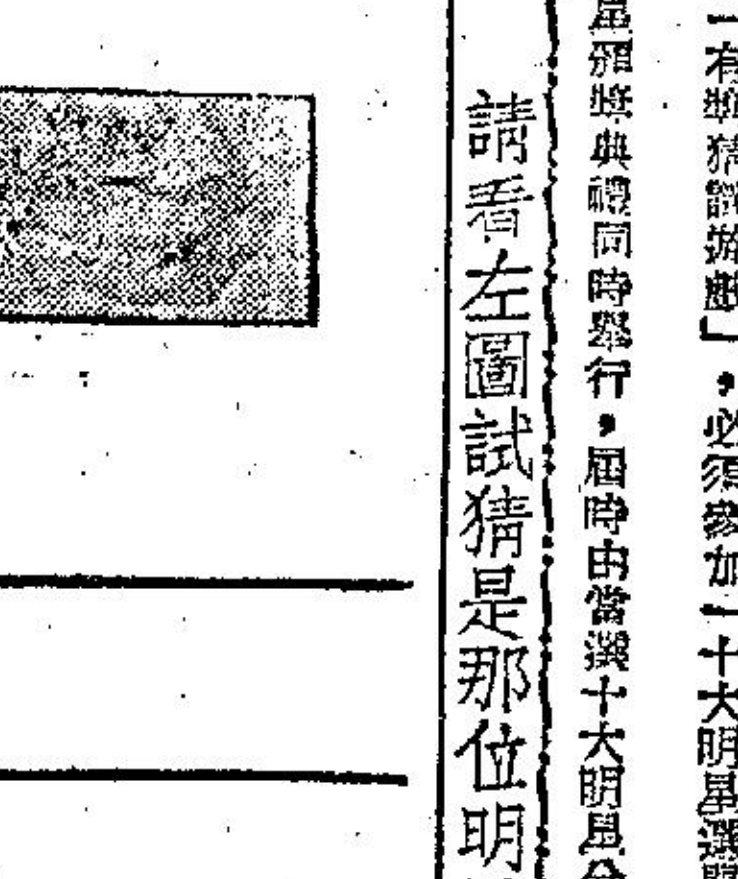 有獎猜謎遊戲」，必須參加「十大明星選
星頒獎典禮同時舉行，屆時由當選十大明星分
請看左圖試猜是那位明